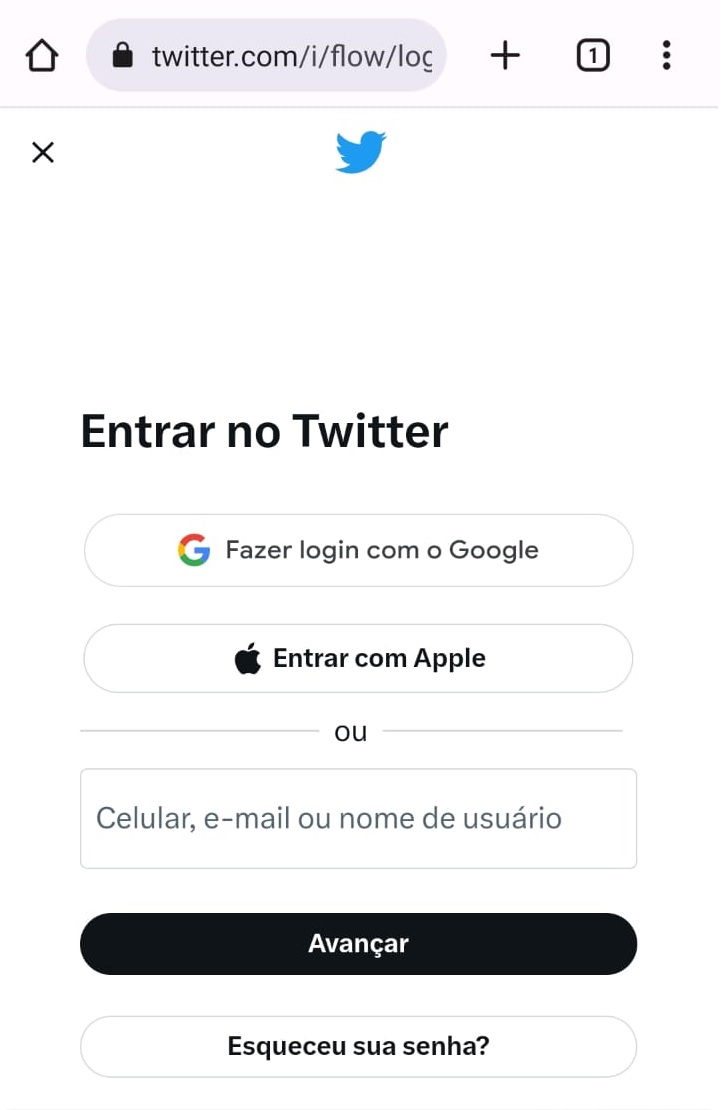 twitter.com/i/flow/log
1
Entrar no Twitter
Fazer login com o Google
Entrar com Apple
ou
Celular, e-mail ou nome de usuário
Avançar
Esqueceu sua senha?